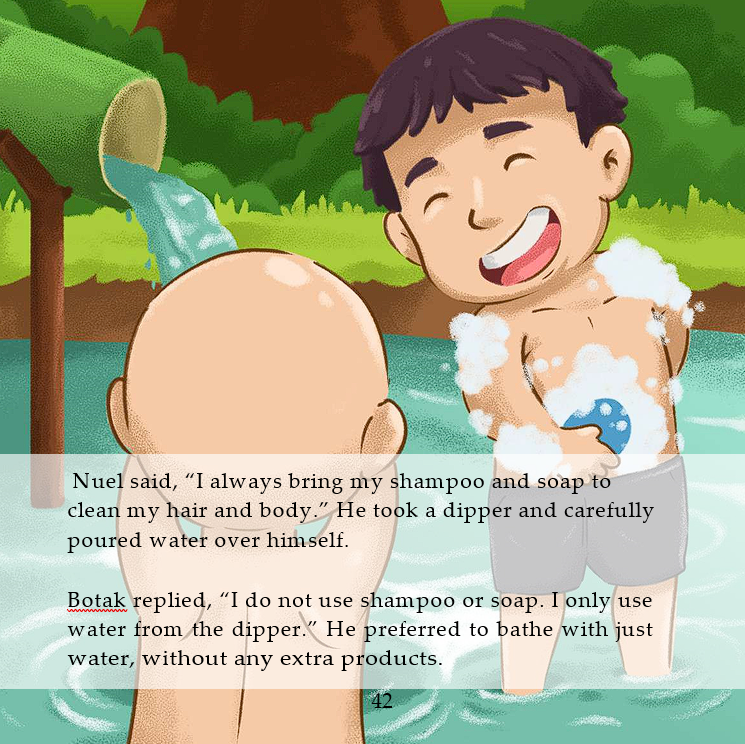 Nuel said, “I always bring my shampoo and soap to
clean my hair and body.” He took a dipper and carefully
poured water over himself.
Botak replied, “I do not use shampoo or soap. I only use
water from the dipper.” He preferred to bathe with just
water, without any extra products.
42